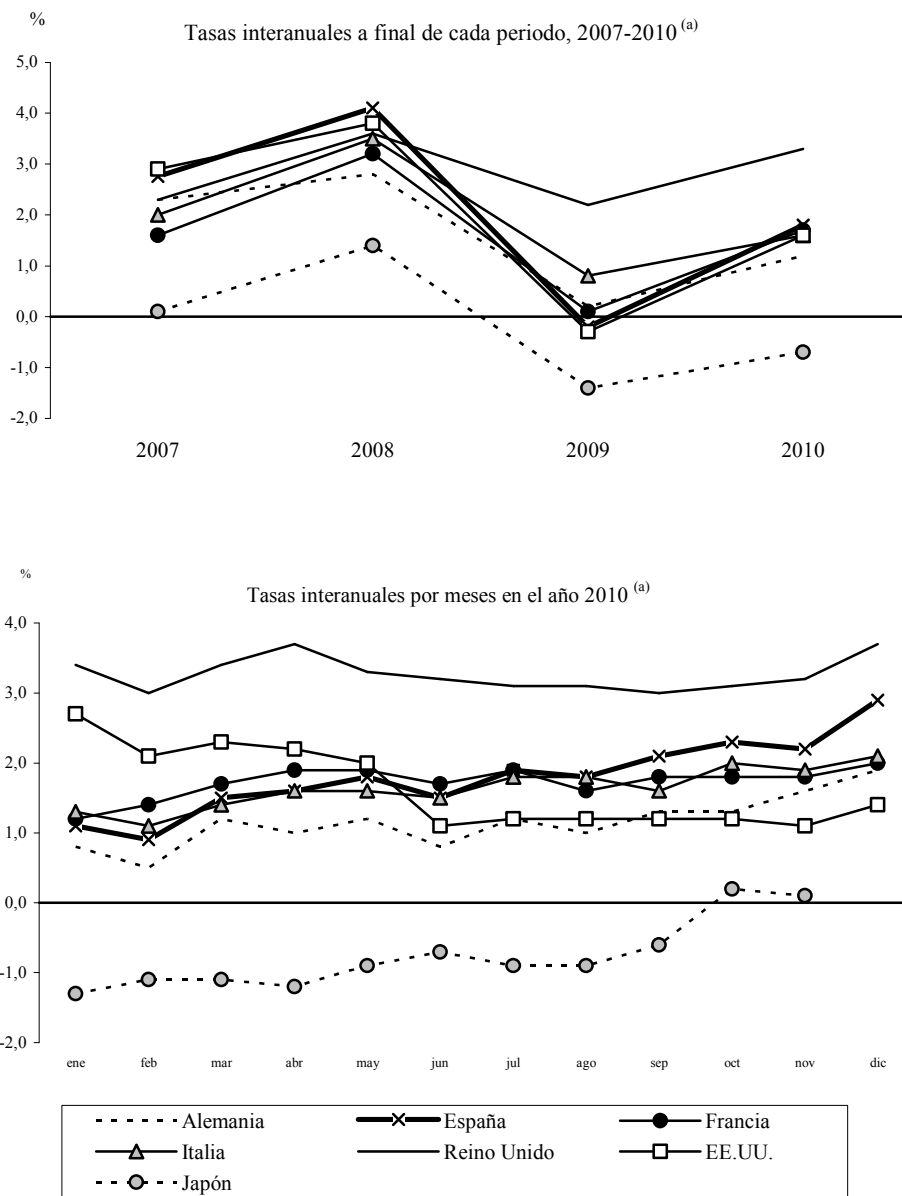 %
Tasas interanuales a final de cada periodo, 2007-2010 (a)
5,0
4,0
3,0
2,0
1,0
0,0
-1,0
-2,0
2007 2008 2009 2010
%
Tasas interanuales por meses en el año 2010 (a)
4,0
3,0
2,0
1,0
0,0
-1,0
-2,0
ene feb mar abr may jun jul ago sep oct nov dic
Alemania España Francia
Italia Reino Unido EE.UU.
Japón